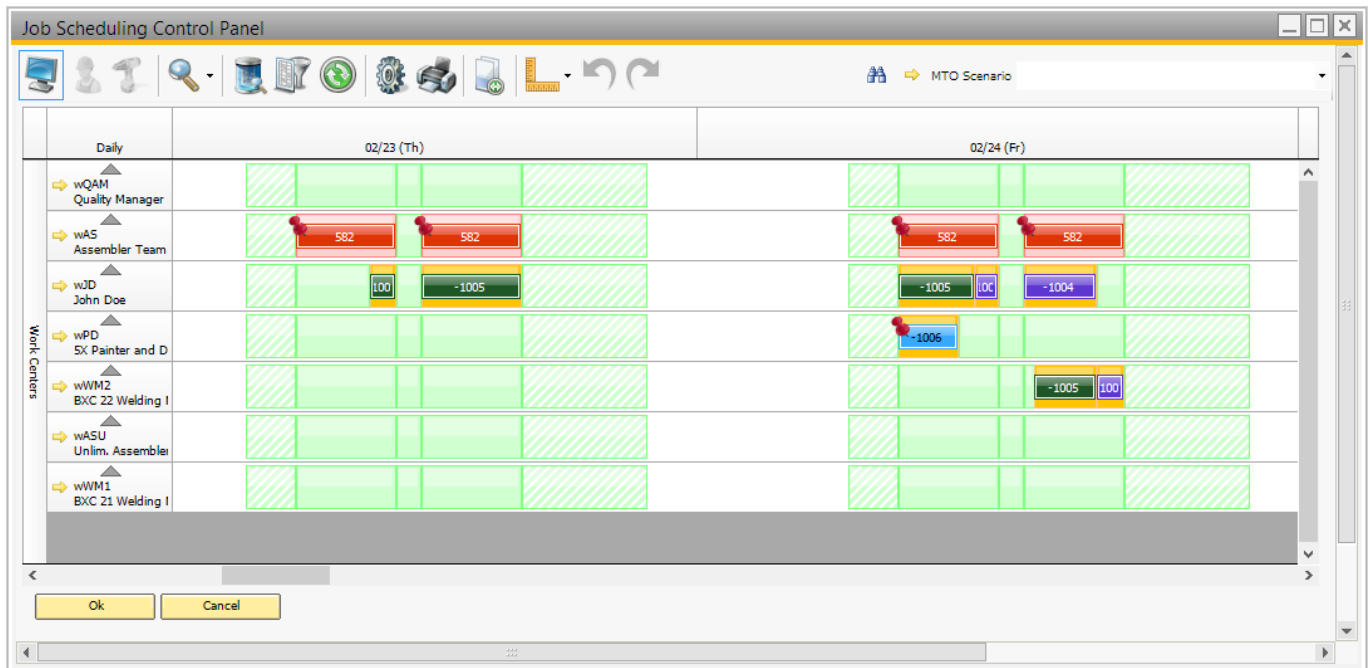 Job Scheduling Control Panel
MTO Scenario
Daily 02/23 (Th) 02/24 (Fr)
Work Centers
wQAM
Quality Manager
wAS
Assembler Team
582 582 582 582
wJD
John Doe
100 -1005 -1005 100 -1004
wPD
5X Painter and D
-1006
wWM2
BXC 22 Welding
-1005 100
wASU
Unlim. Assemble
wWM1
BXC 21 Welding
Ok Cancel